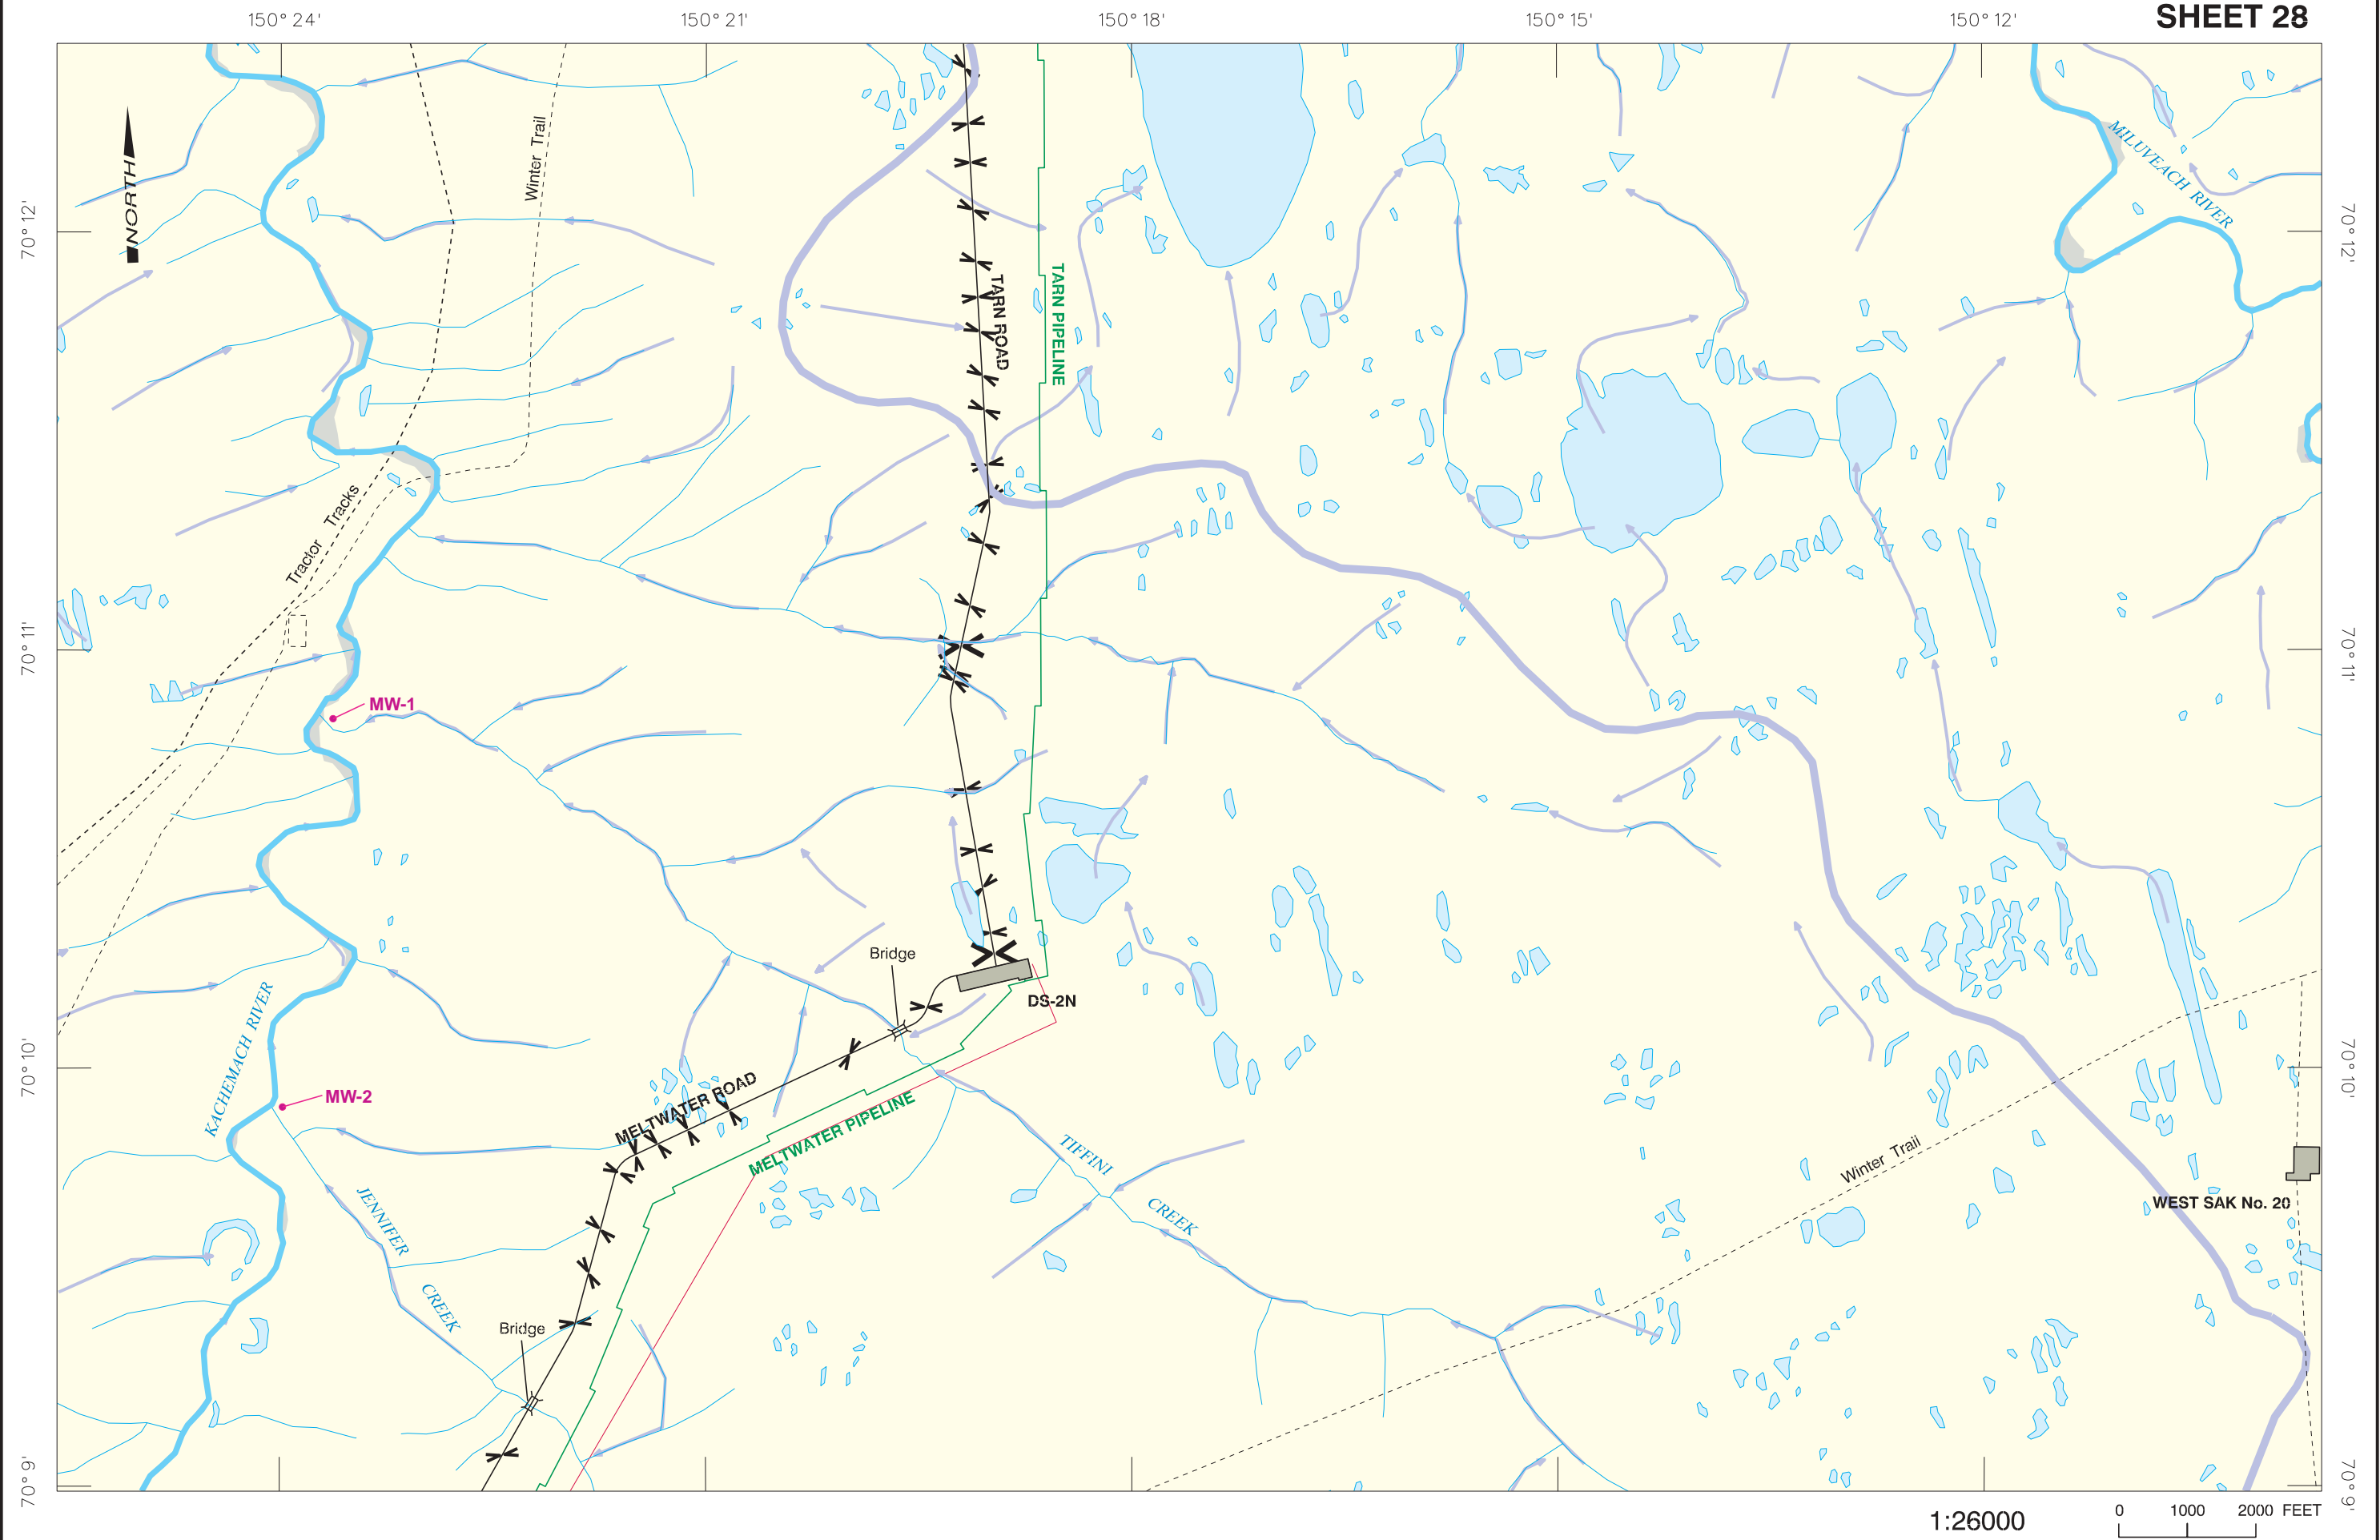 SHEET 28
150° 24'
150° 21'
150° 18'
150° 15'
150° 12'
NORTH
Winter Trail
MILUVEACH RIVER
70° 12'
70° 12'
TARN ROAD
TARN PIPELINE
Tractor Tracks
70° 11'
70° 11'
MW-1
Bridge
DS-2N
KACHEMACH RIVER
70° 10'
70° 10'
MW-2
MELTWATER ROAD
MELTWATER PIPELINE
TIFFINI CREEK
Winter Trail
WEST SAK No. 20
JENNIFER CREEK
Bridge
70° 9'
70° 9'
1:26000
0 1000 2000 FEET